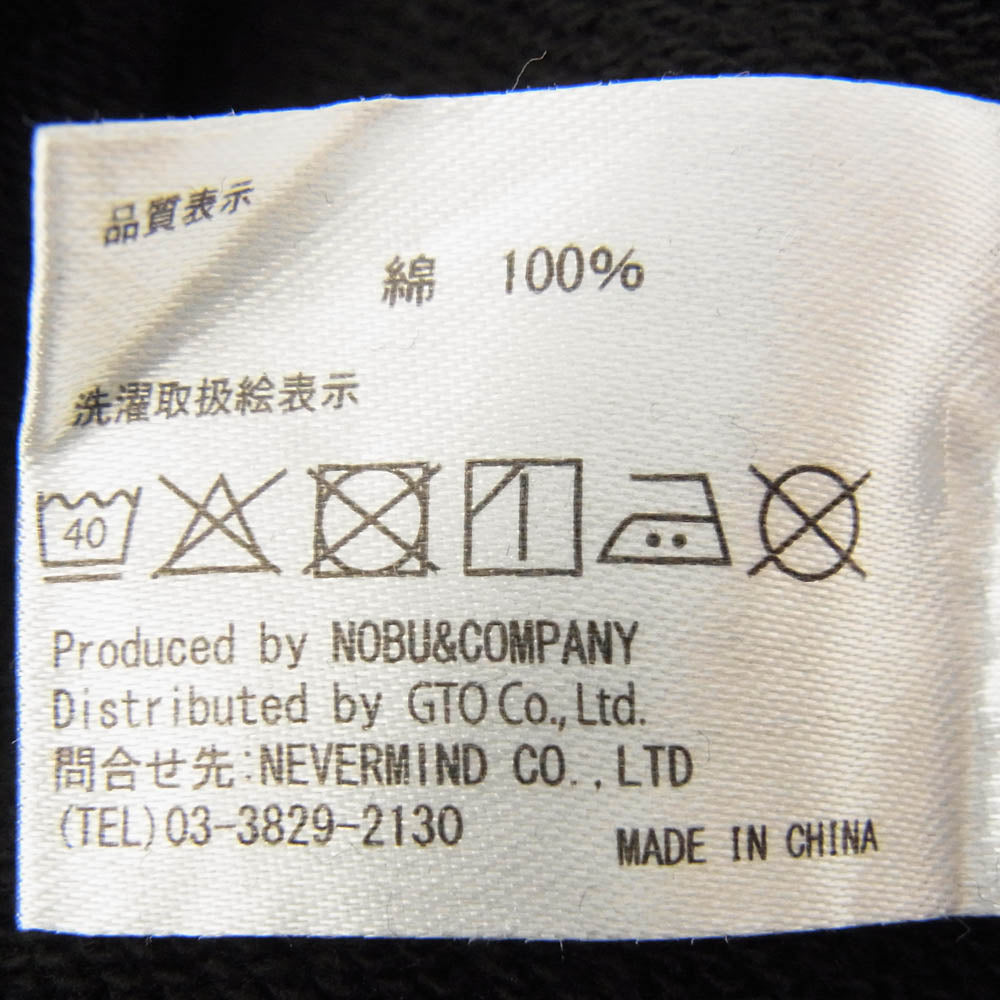 品質表示
綿 100%
洗濯取扱絵表示
40
Produced by NOBU&COMPANY
Distributed by GTO Co.,Ltd.
問合せ先:NEVERMIND CO.,LTD
(TEL)03-3829-2130
MADE IN CHINA